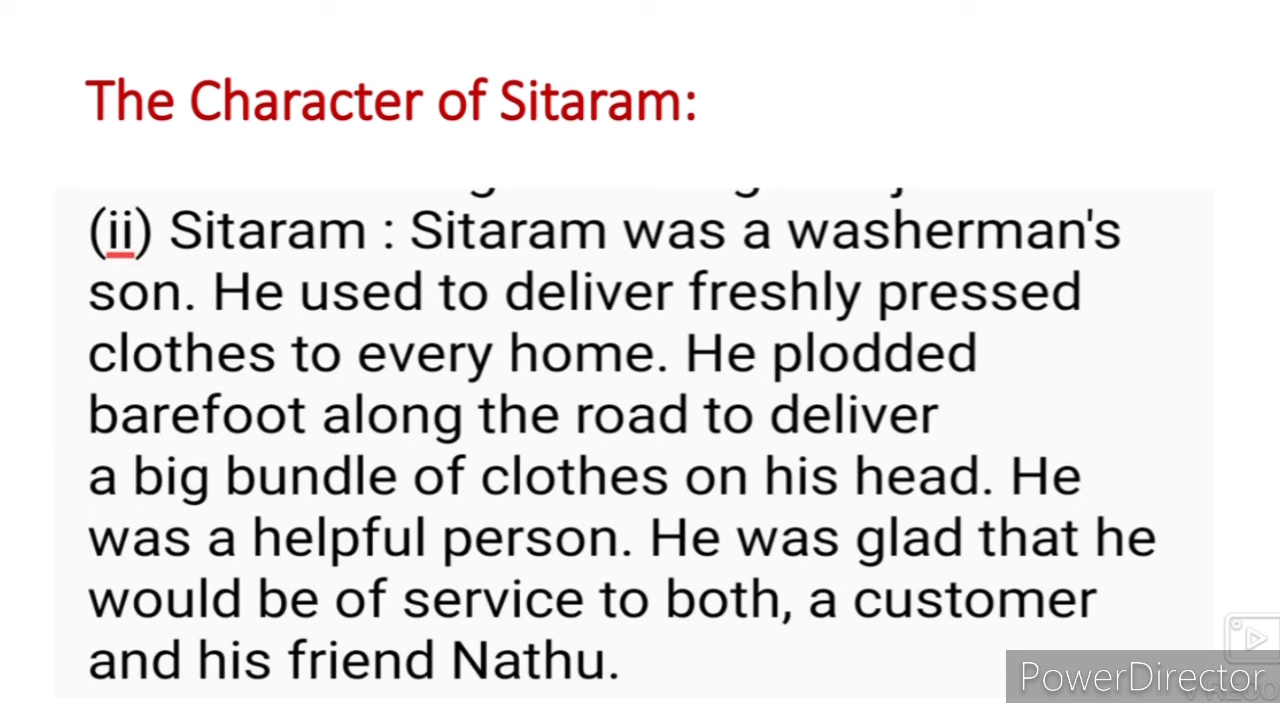 The Character of Sitaram:
(ii) Sitaram : Sitaram was a washerman's
son. He used to deliver freshly pressed
clothes to every home. He plodded
barefoot along the road to deliver
a big bundle of clothes on his head. He
was a helpful person. He was glad that he
would be of service to both, a customer
and his friend Nathu.
PowerDirector